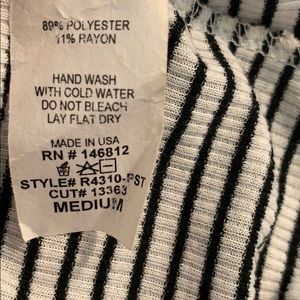 89% POLYESTER
11% RAYON
HAND WASH
WITH COLD WATER
DO NOT BLEACH
LAY FLAT DRY
MADE IN USA
RN # 146812
STYLE# R4310-PST
CUT# 13363
MEDIUM